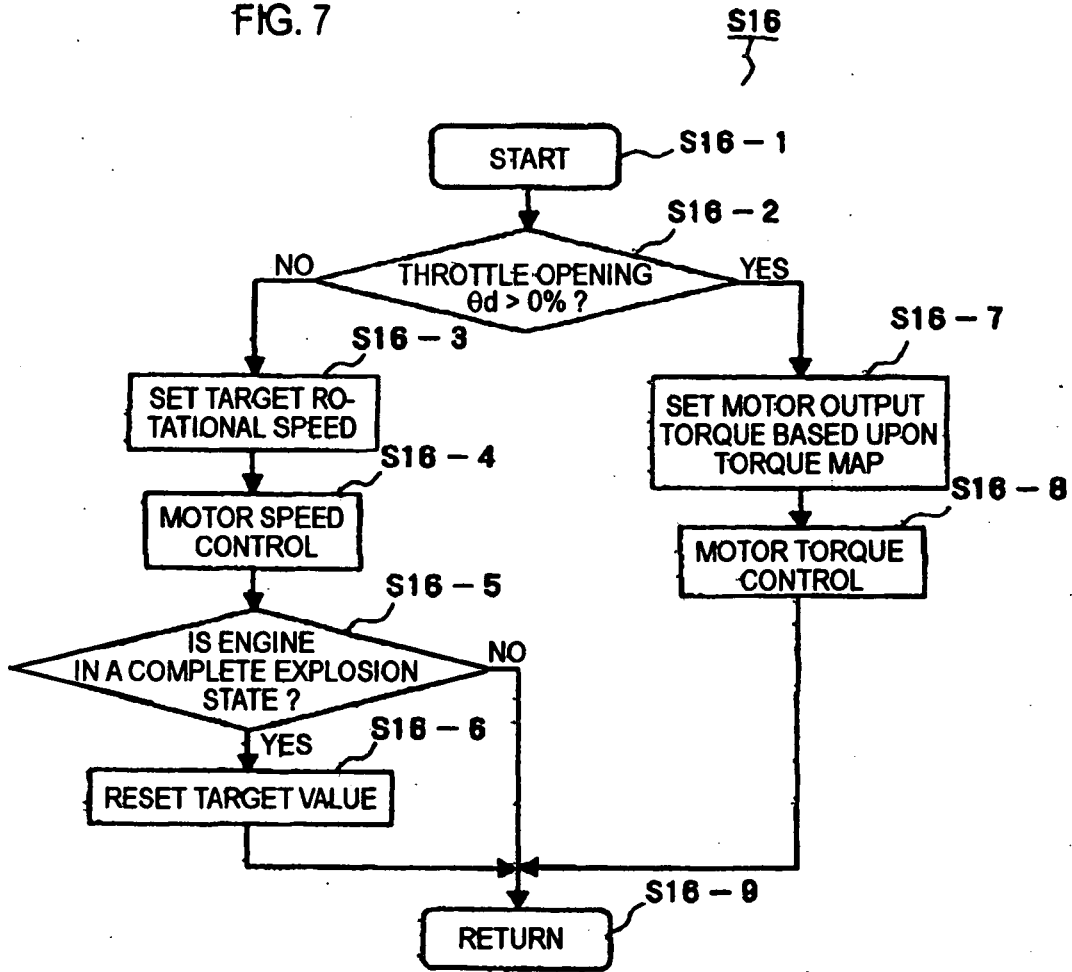 FIG. 7
S16
START
S16-1
S16-2
THROTTLE OPENING
θd > 0% ?
NO
YES
S16-3
SET TARGET RO-
TATIONAL SPEED
S16-7
SET MOTOR OUTPUT
TORQUE BASED UPON
TORQUE MAP
S16-4
MOTOR SPEED
CONTROL
S16-8
MOTOR TORQUE
CONTROL
S16-5
IS ENGINE
IN A COMPLETE EXPLOSION
STATE ?
NO
YES
S16-6
RESET TARGET VALUE
S16-9
RETURN